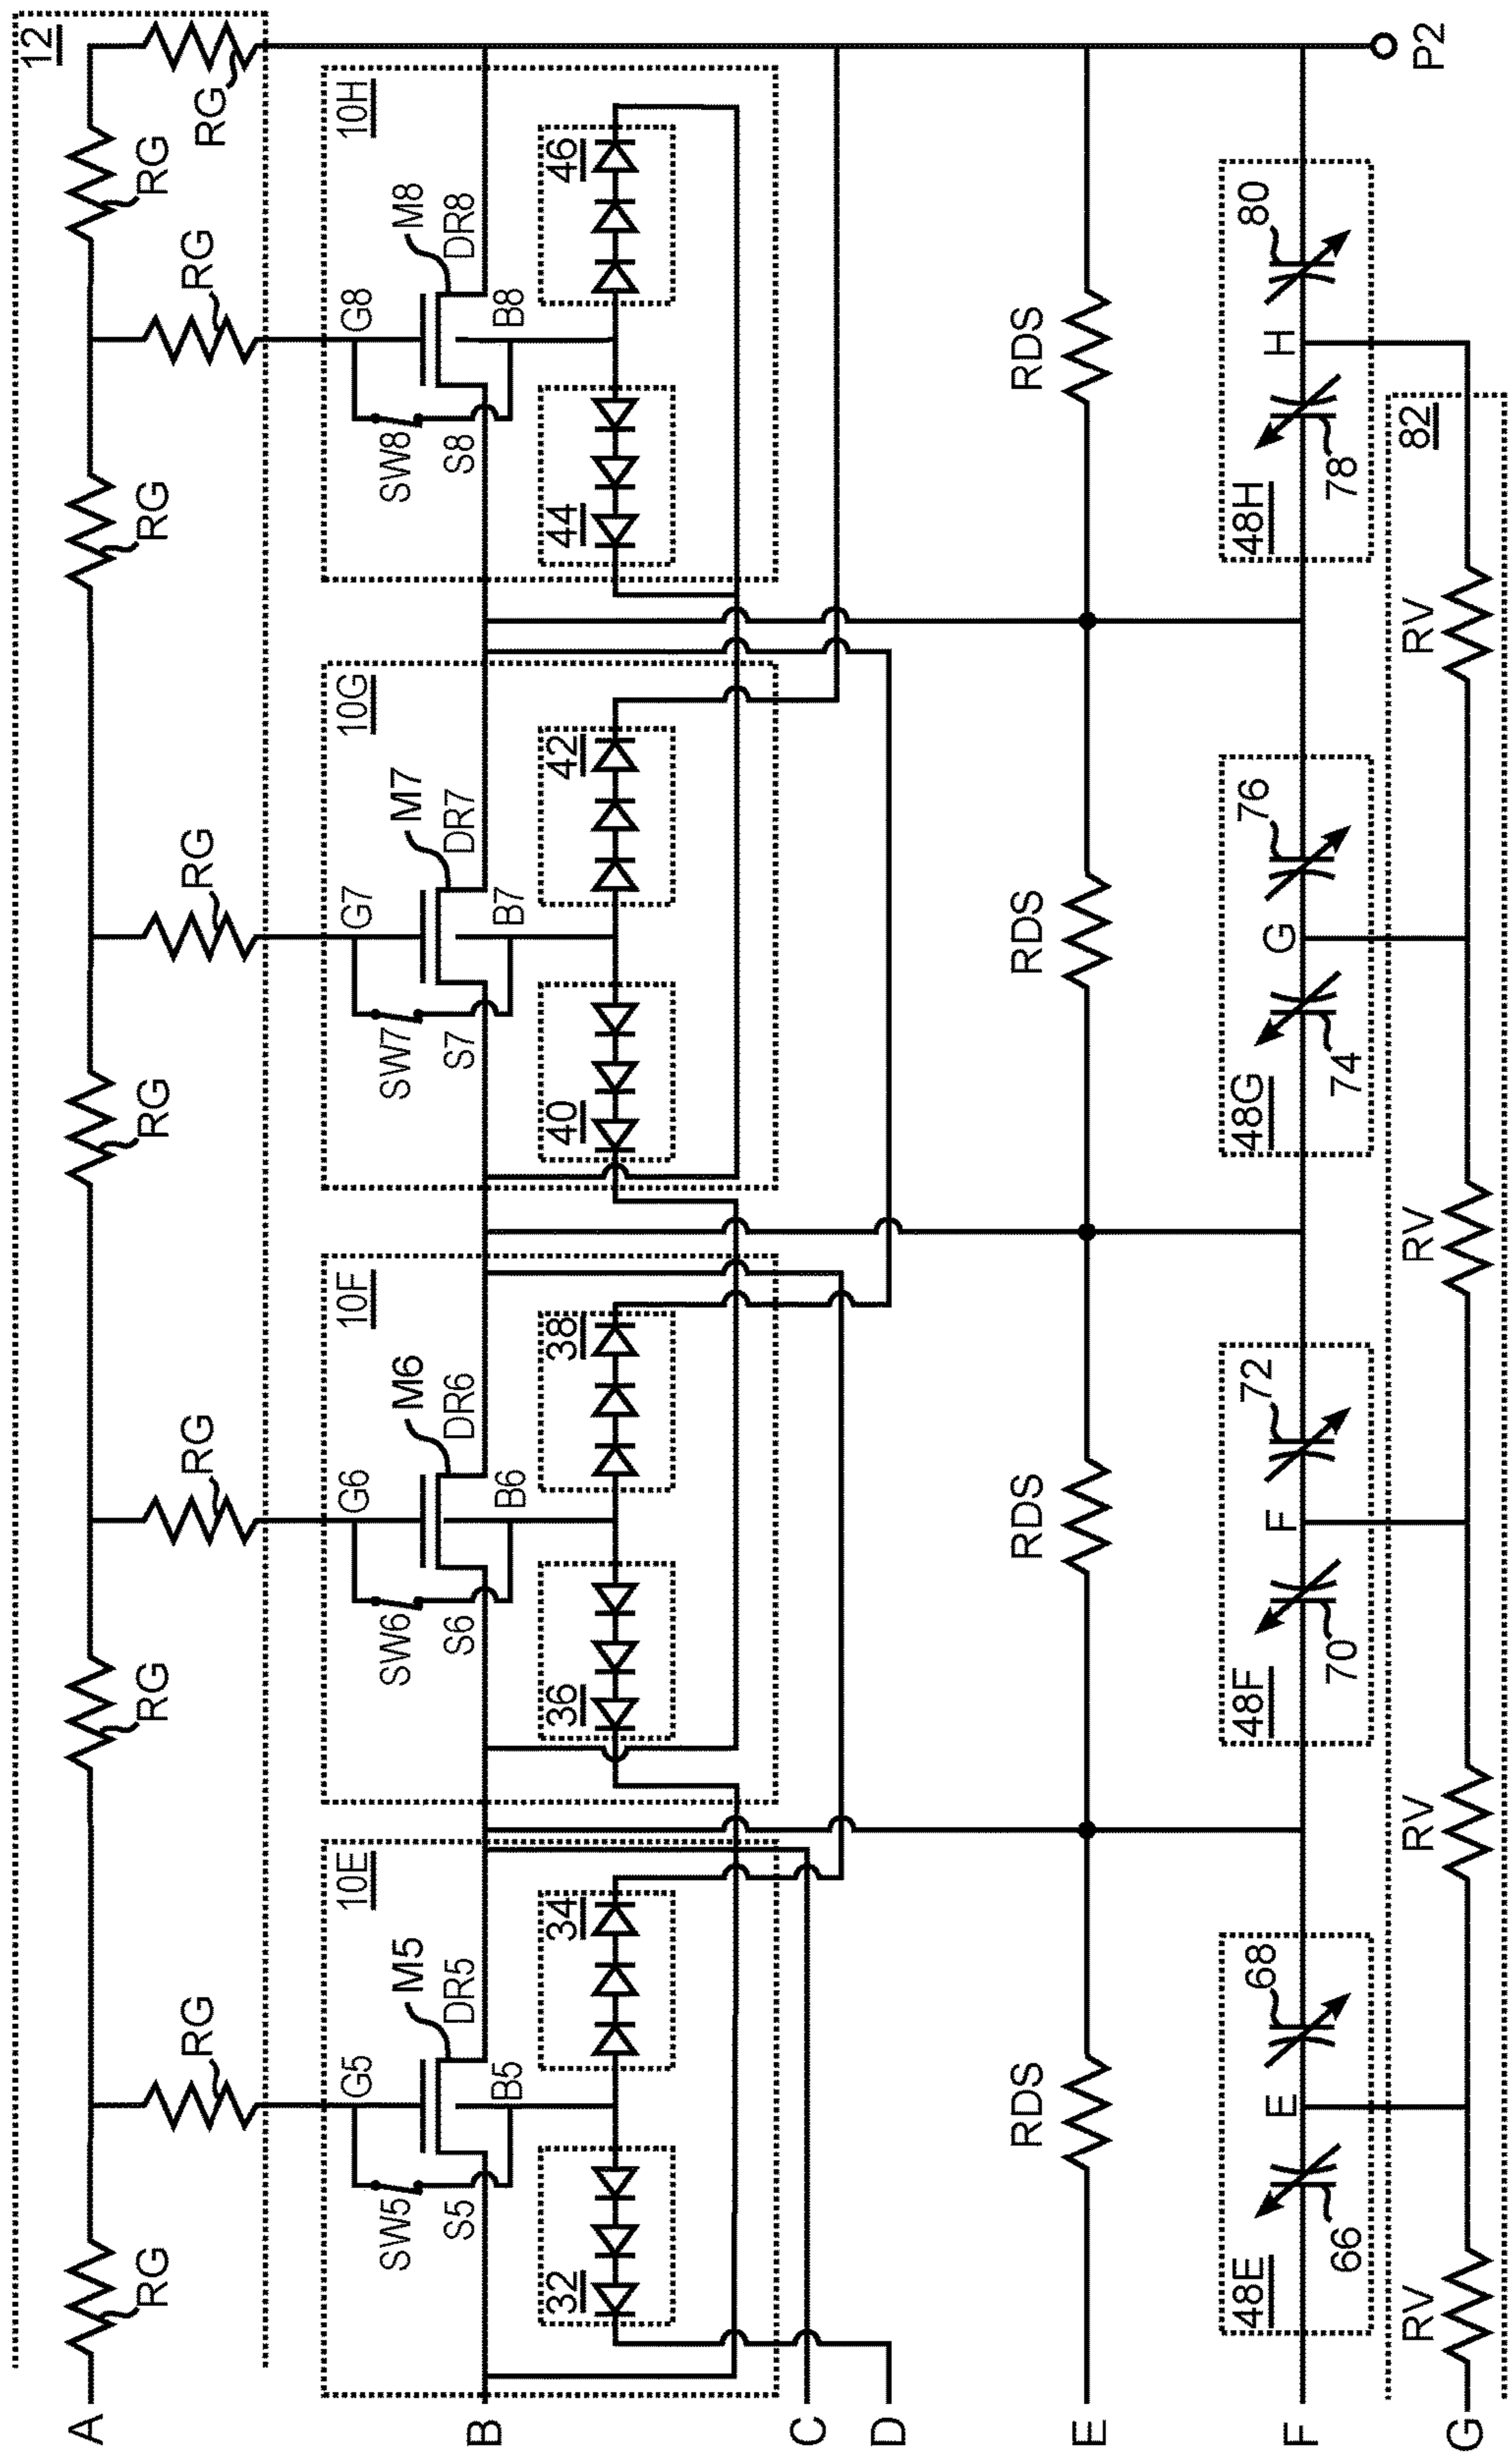 12
RG
RG
RG
RG
RG
RG
RG
RG
RG
RG
A
10E
G5
M5
DR5
SW5
S5
B5
32
34
10F
G6
M6
DR6
SW6
S6
B6
36
38
10G
G7
M7
DR7
SW7
S7
B7
40
42
10H
G8
M8
DR8
SW8
S8
B8
44
46
B
C
D
E
RDS
RDS
RDS
RDS
F
48E
66
E
68
48F
70
F
72
48G
74
G
76
48H
78
H
80
P2
G
RV
RV
RV
RV
82